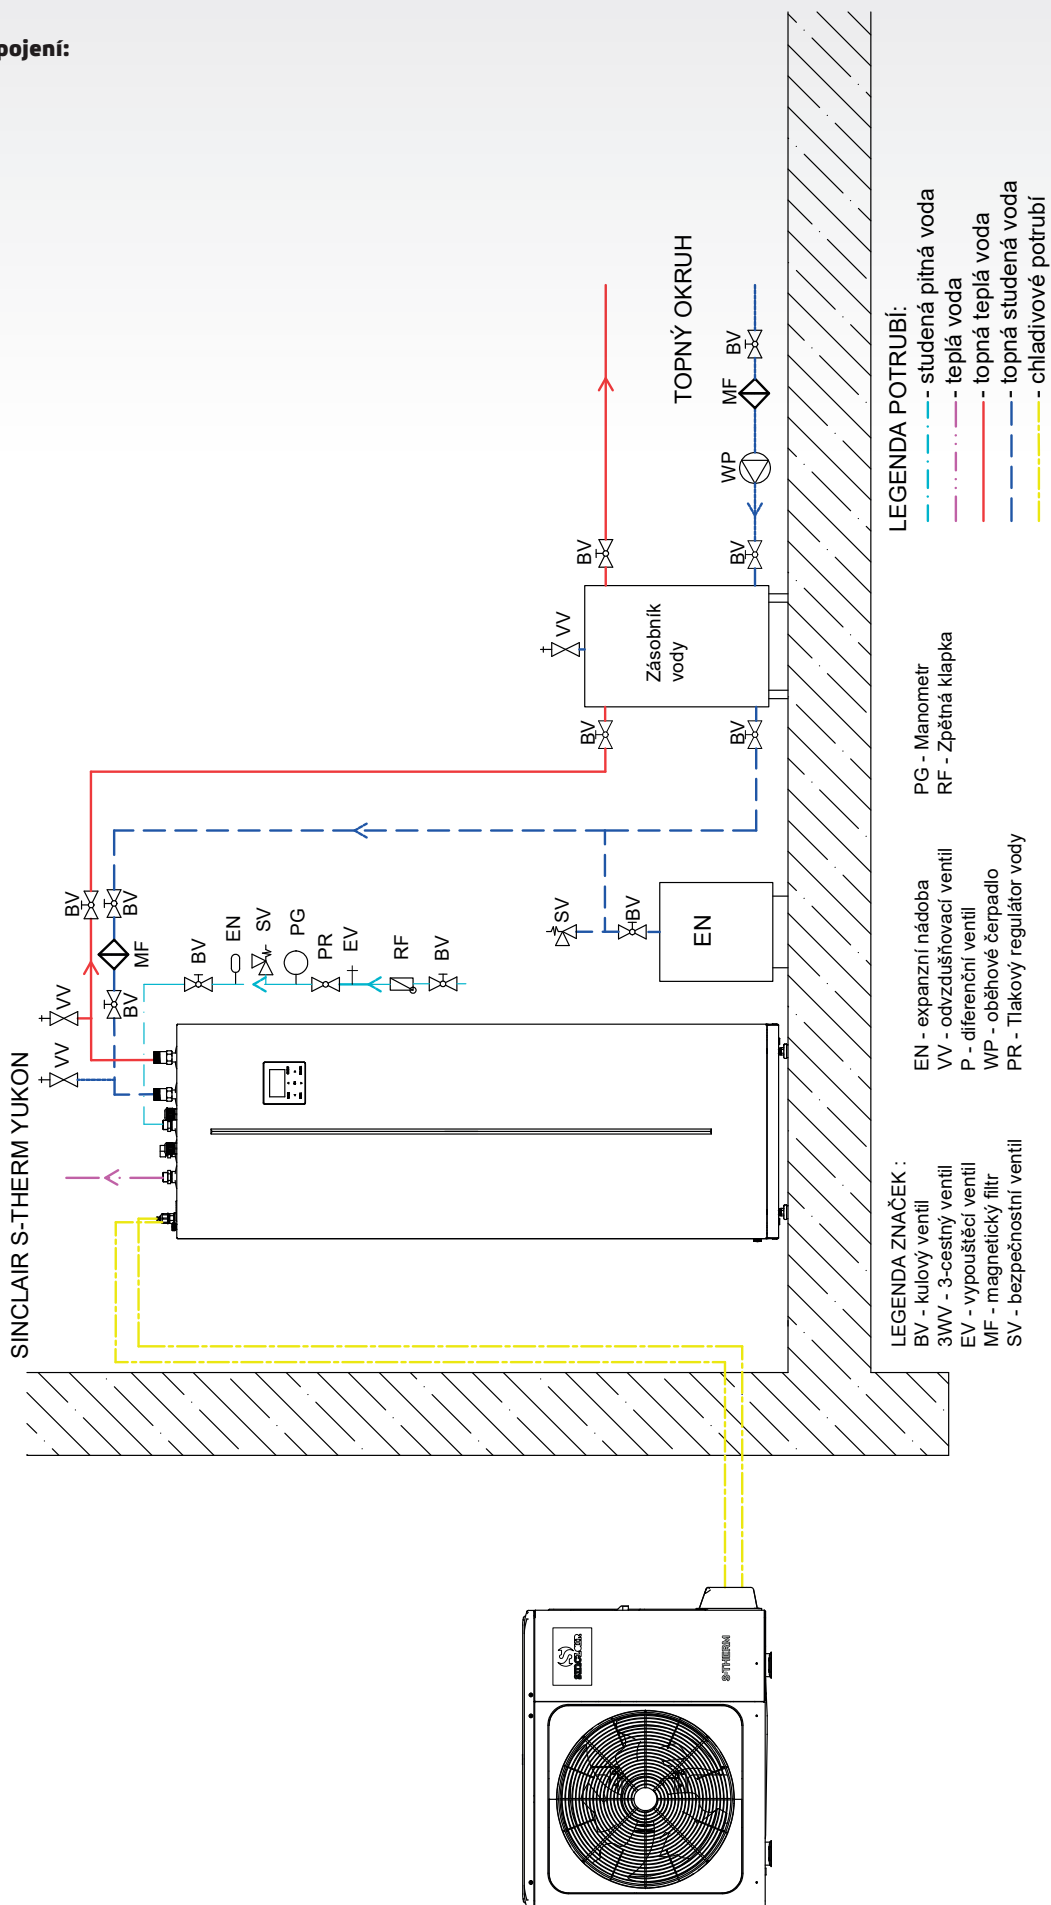 pojení:
SINCLAIR S-THERM YUKON
VV
VV
BV
BV
MF
BV
BV
EN
SV
PG
PR
EV
RF
BV
SV
BV
EN
BV
BV
VV
Zásobník
vody
BV
BV
WP
MF
BV
TOPNÝ OKRUH
SINCLAIR
S-THERM
LEGENDA ZNAČEK :
BV - kulový ventil
3WV - 3-cestný ventil
EV - vypouštěcí ventil
MF - magnetický filtr
SV - bezpečnostní ventil
EN - expanzní nádoba
VV - odvzdušňovací ventil
P - diferenční ventil
WP - oběhové čerpadlo
PR - Tlakový regulátor vody
PG - Manometr
RF - Zpětná klapka
LEGENDA POTRUBÍ:
- studená pitná voda
- teplá voda
- topná teplá voda
- topná studená voda
- chladivové potrubí